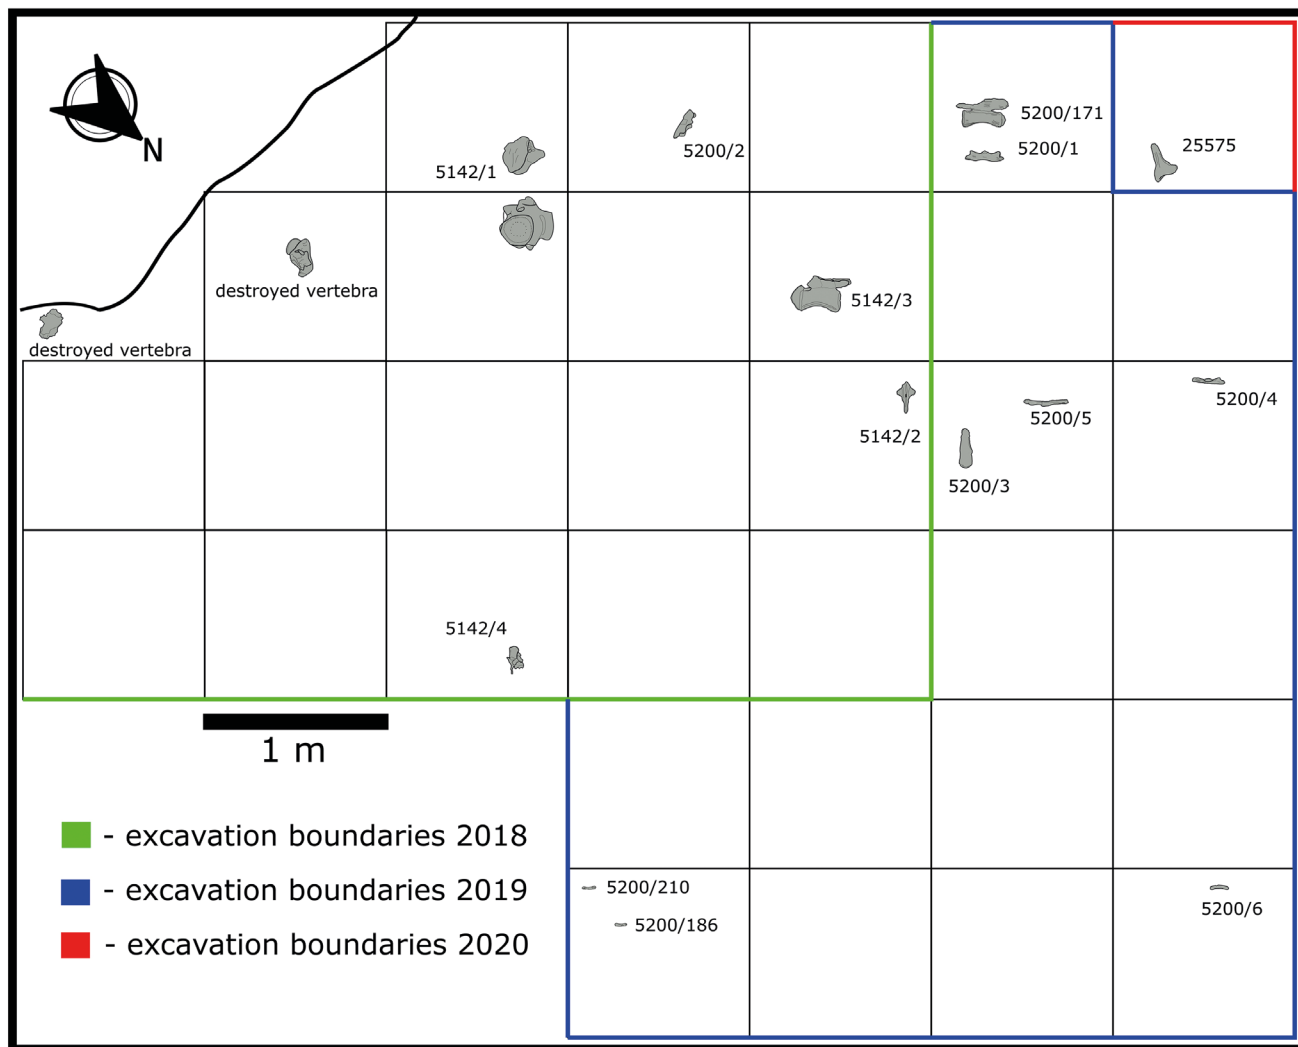 N
5142/1
5200/2
5200/171
5200/1
25575
destroyed vertebra
5142/3
destroyed vertebra
5200/4
5200/5
5142/2
5200/3
5142/4
1 m
- excavation boundaries 2018
- excavation boundaries 2019
- excavation boundaries 2020
5200/210
5200/186
5200/6